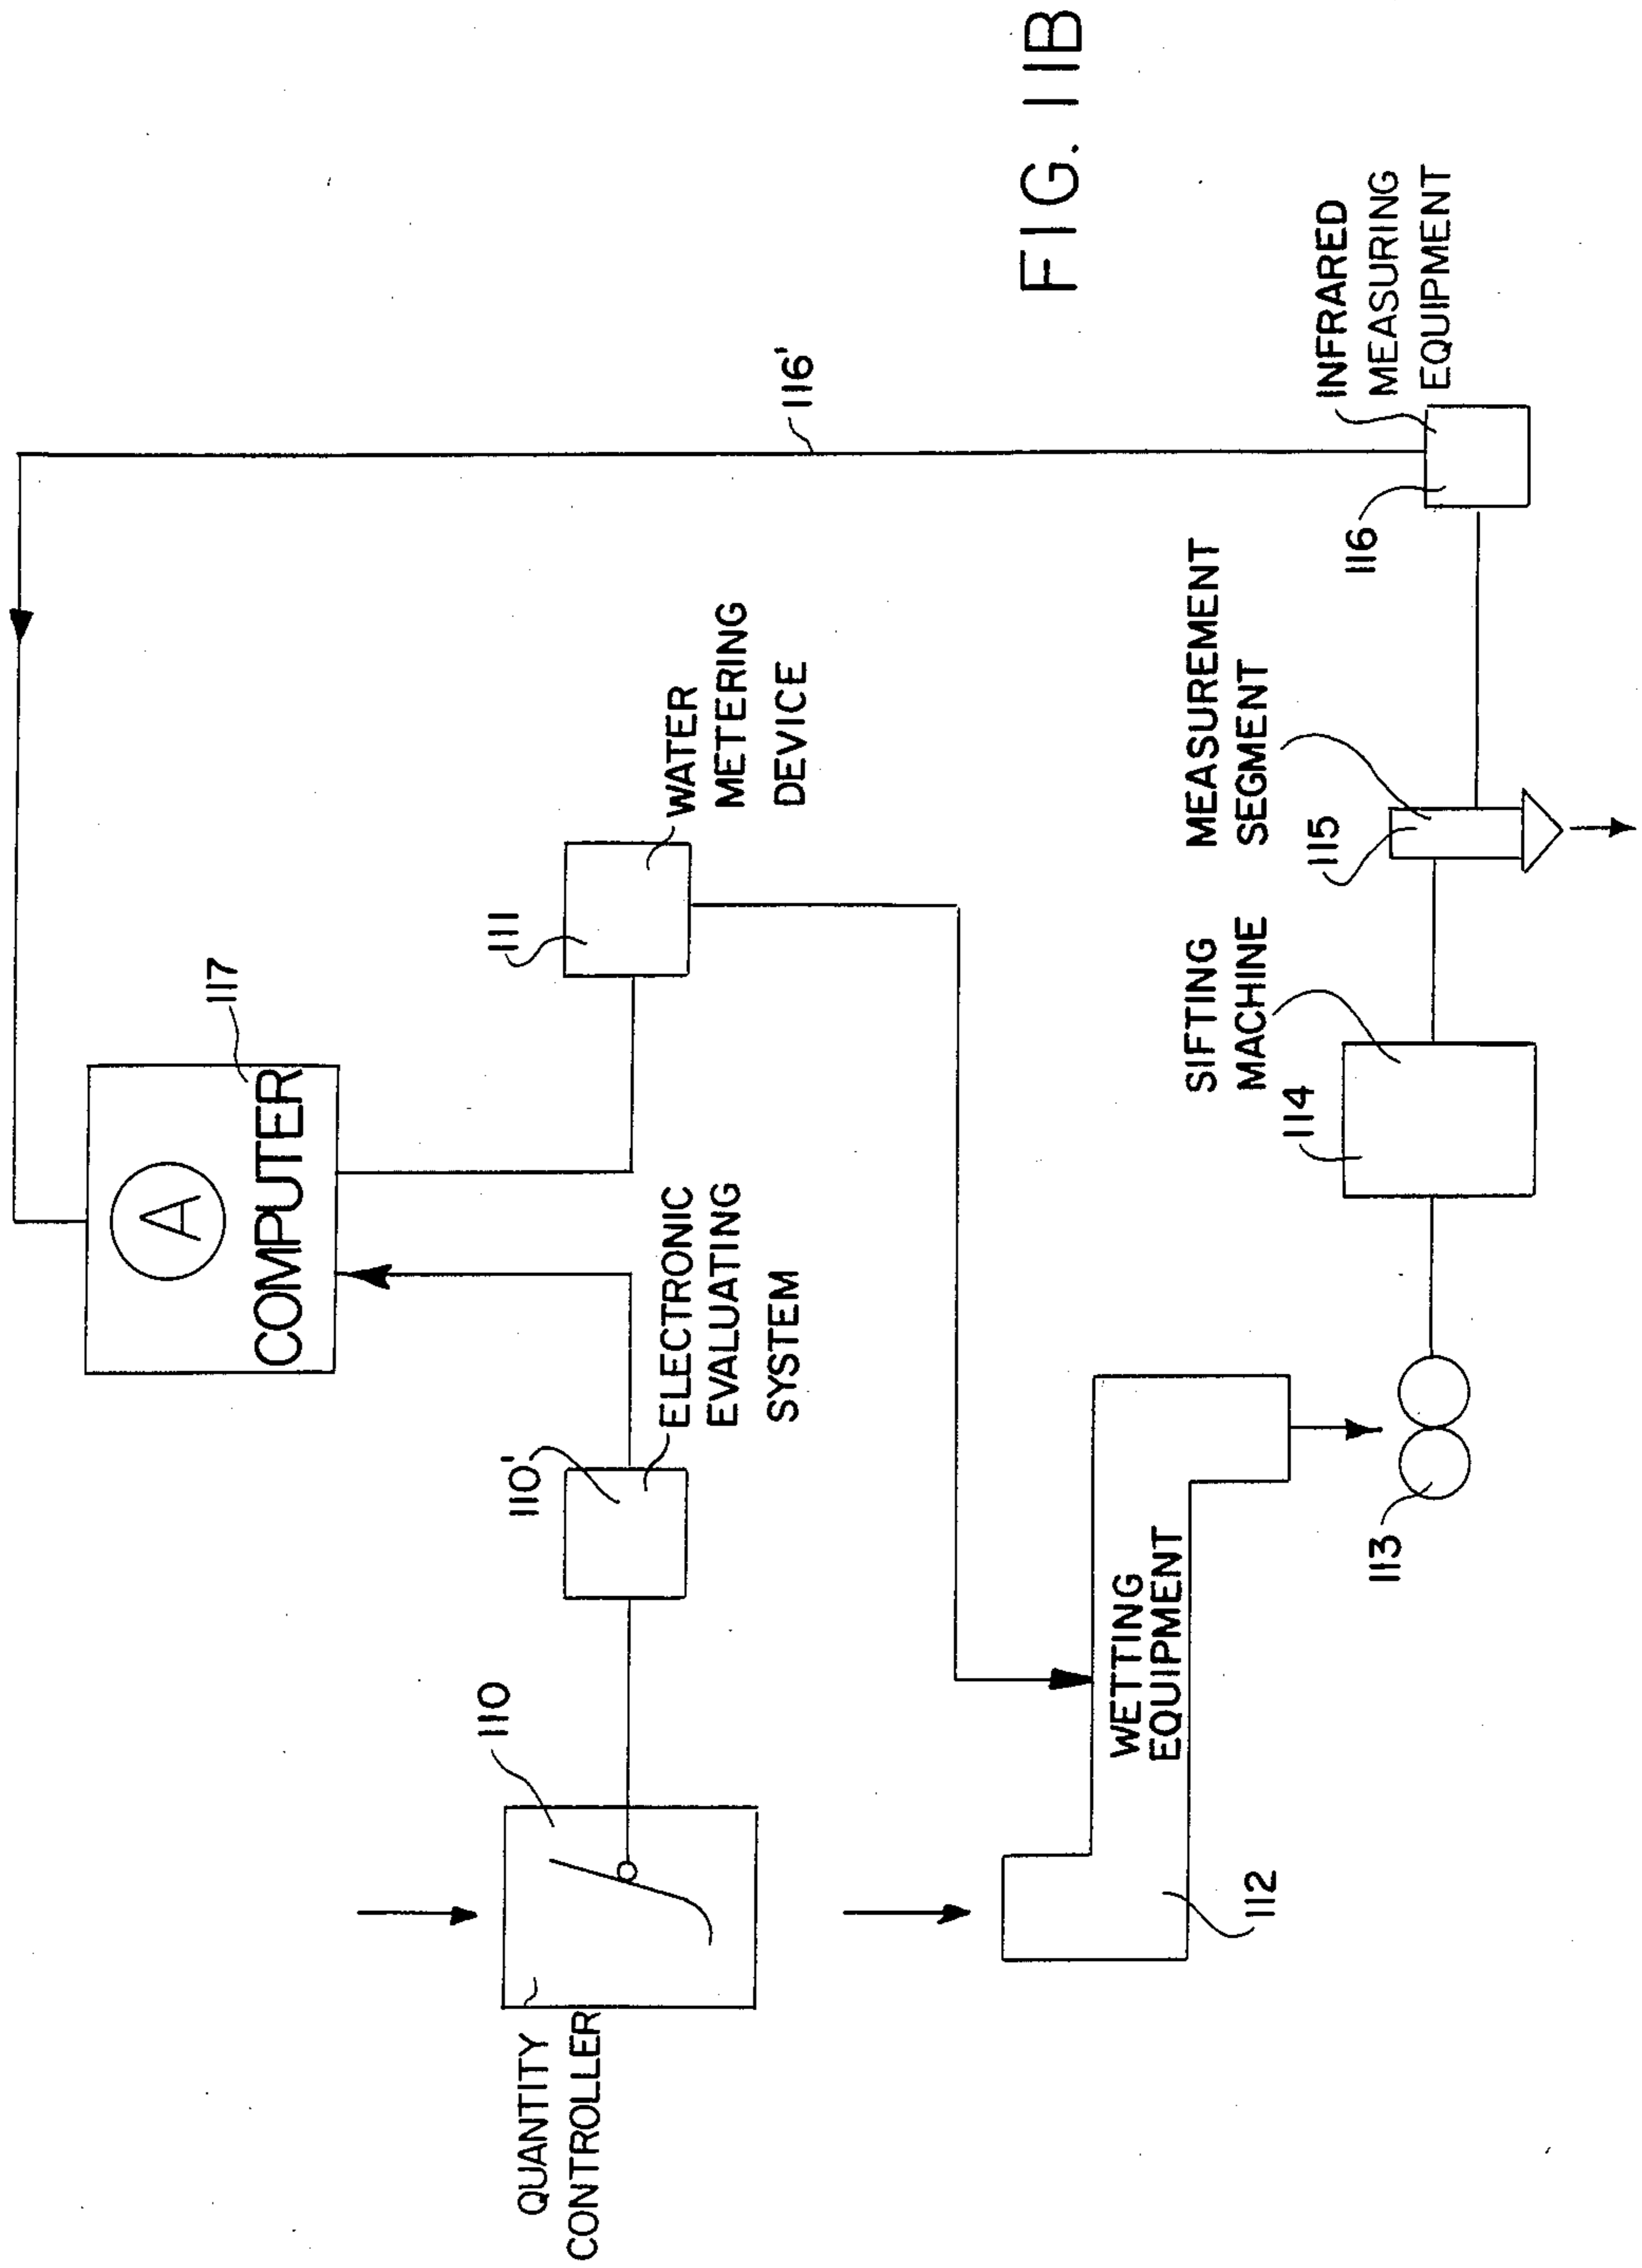 FIG. 11B
117
A
COMPUTER
116'
111
WATER
METERING
DEVICE
110'
ELECTRONIC
EVALUATING
SYSTEM
110
QUANTITY
CONTROLLER
WETTING
EQUIPMENT
112
113
114
SIFTING
MACHINE
115
MEASUREMENT
SEGMENT
116
INFRARED
MEASURING
EQUIPMENT